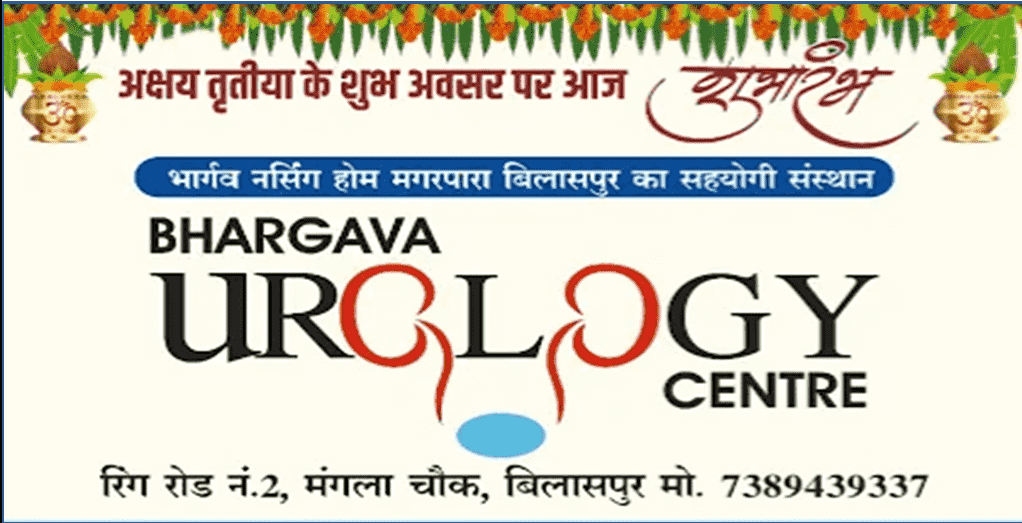 अक्षय तृतीया के शुभ अवसर पर आज शुभारंभ
भार्गव नर्सिंग होम मगरपारा बिलासपुर का सहयोगी संस्थान
BHARGAVA
UROLOGY
CENTRE
रिंग रोड नं.2, मंगला चौक, बिलासपुर मो. 7389439337